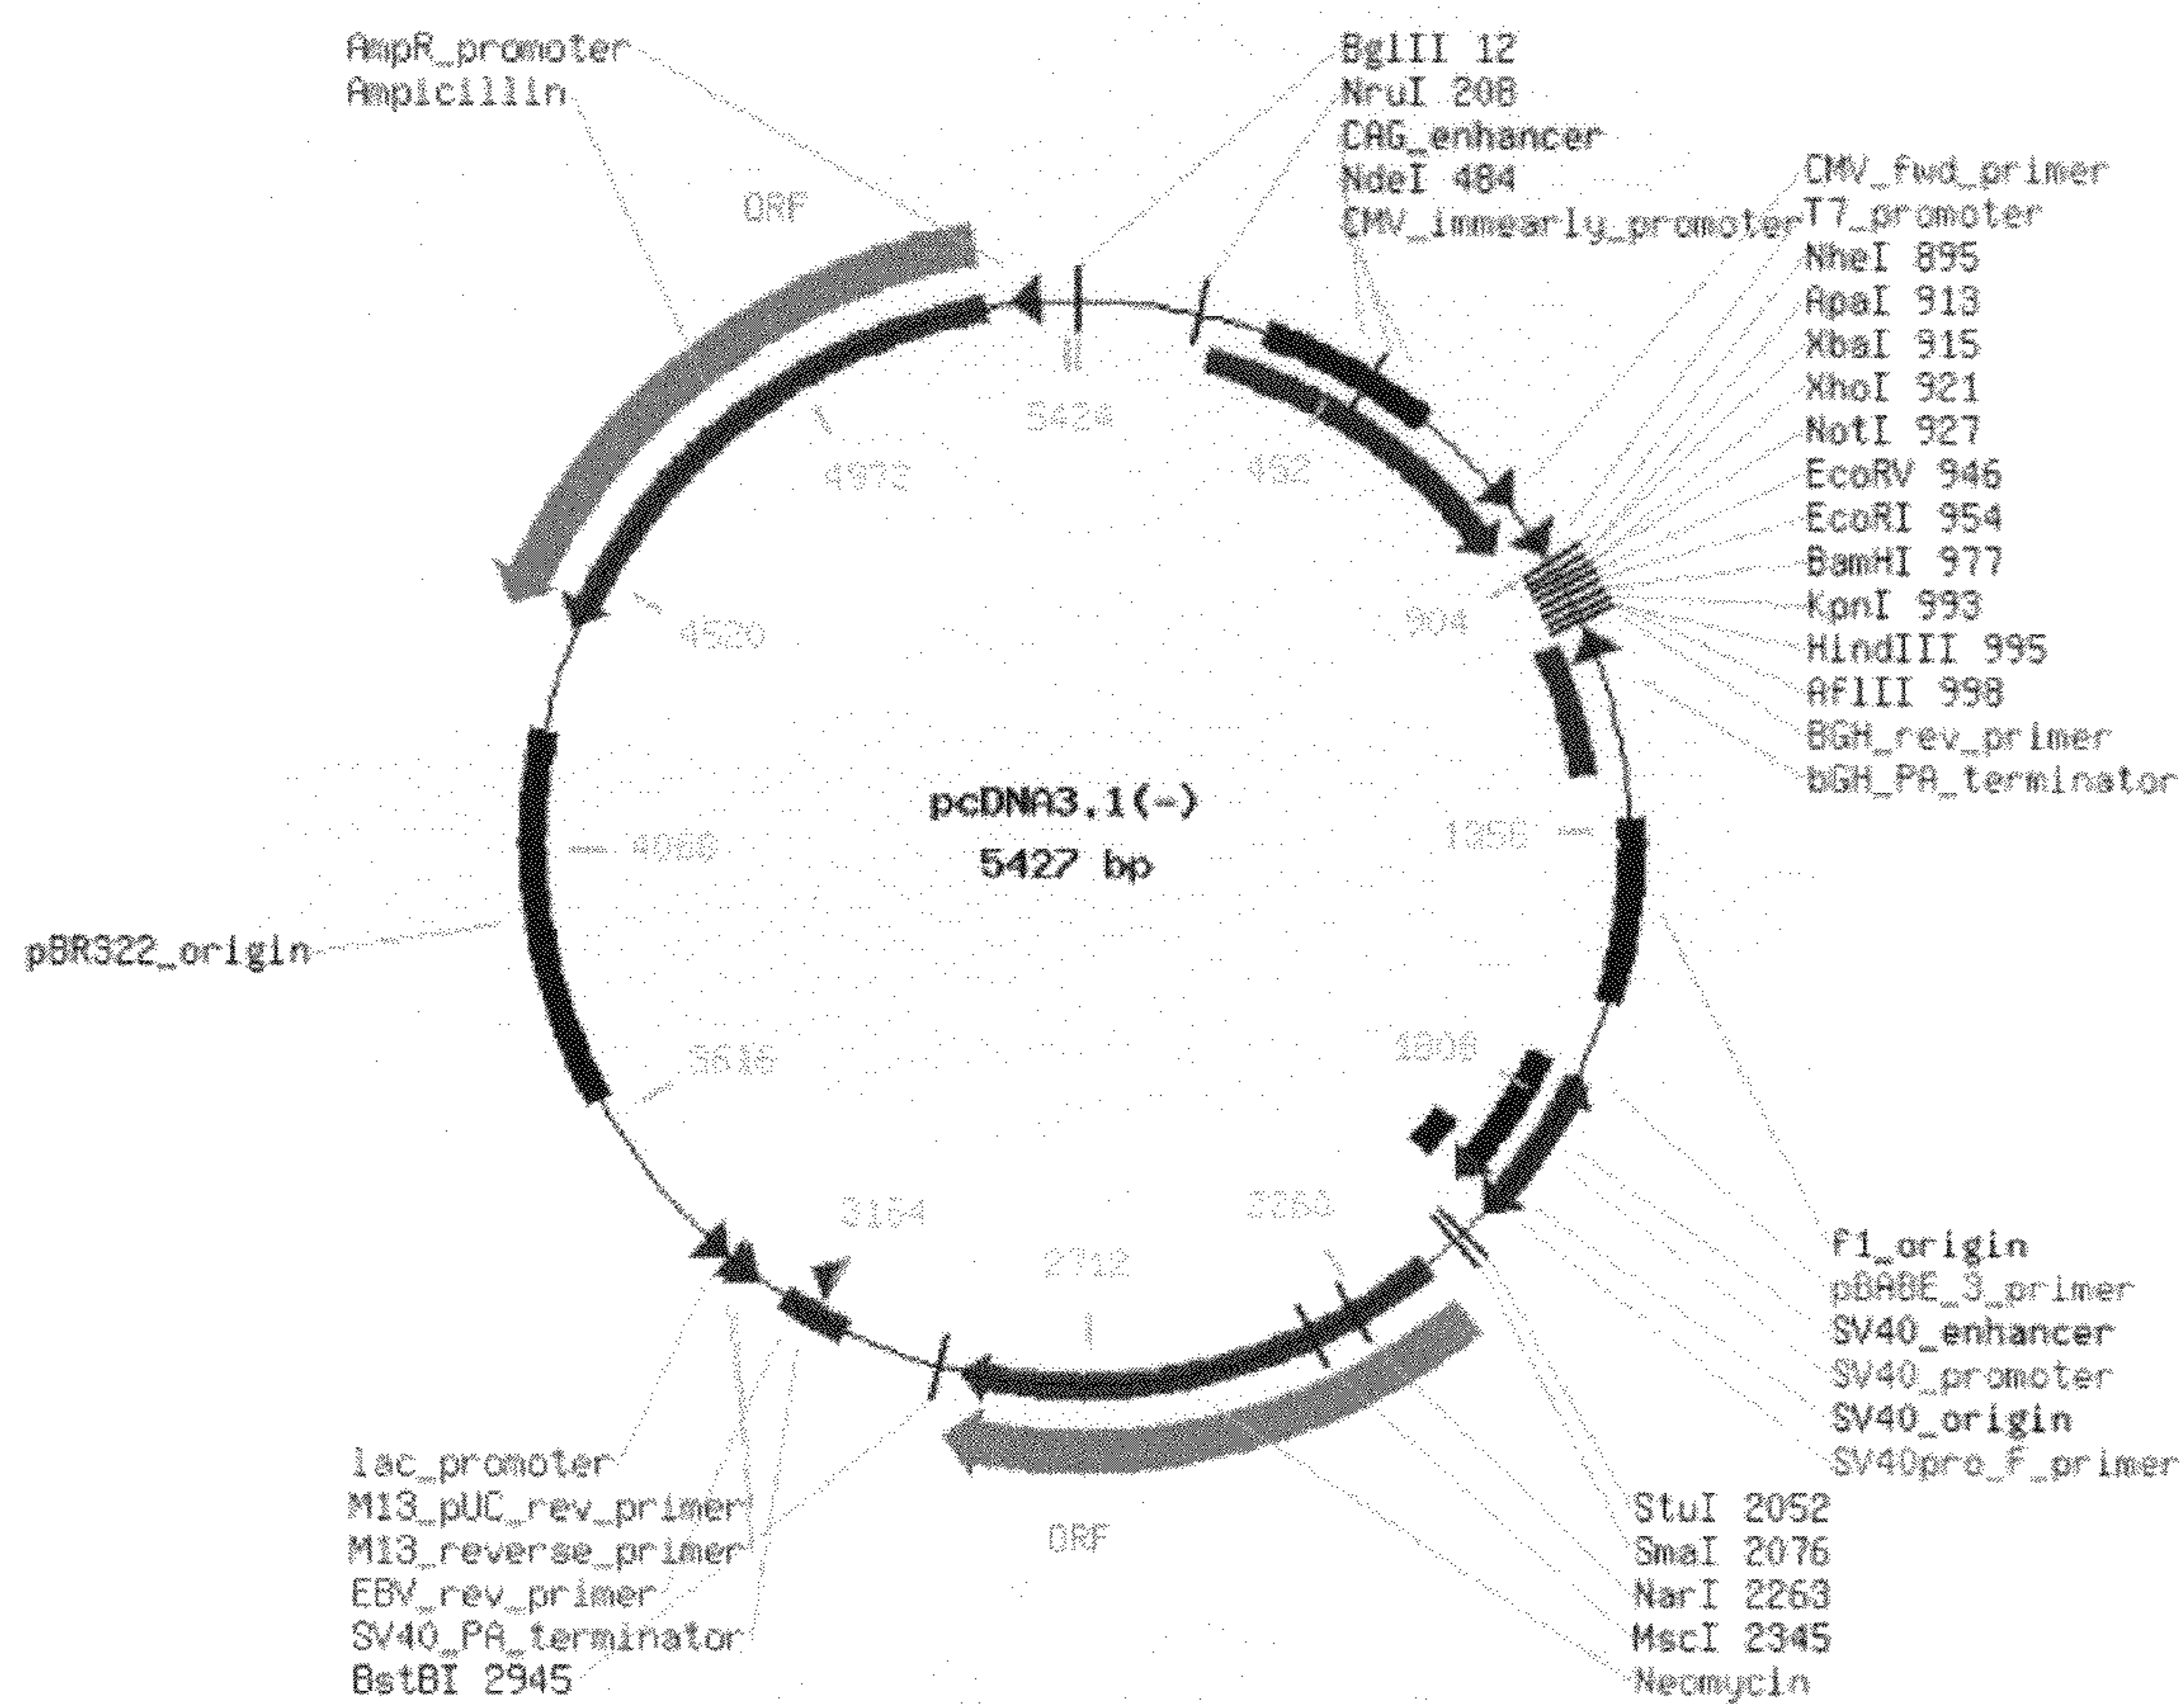 AmpR_promoter
Ampicillin
ORF
BglII 12
NruI 208
CAG_enhancer
NdeI 484
CMV_immearly_promoter
CMV_fwd_primer
T7_promoter
NheI 895
ApaI 913
XbaI 915
XhoI 921
NotI 927
EcoRV 946
EcoRI 954
BamHI 977
KpnI 993
HindIII 995
AflII 998
BGH_rev_primer
bGH_PA_terminator
5424
452
904
1356
1808
2260
2712
3164
3616
4068
4520
4972
pcDNA3.1(-)
5427 bp
pBR322_origin
f1_origin
pBABE_3_primer
SV40_enhancer
SV40_promoter
SV40_origin
SV40pro_F_primer
StuI 2052
SmaI 2076
NarI 2263
MscI 2345
Neomycin
ORF
lac_promoter
M13_pUC_rev_primer
M13_reverse_primer
EBV_rev_primer
SV40_PA_terminator
BstBI 2945